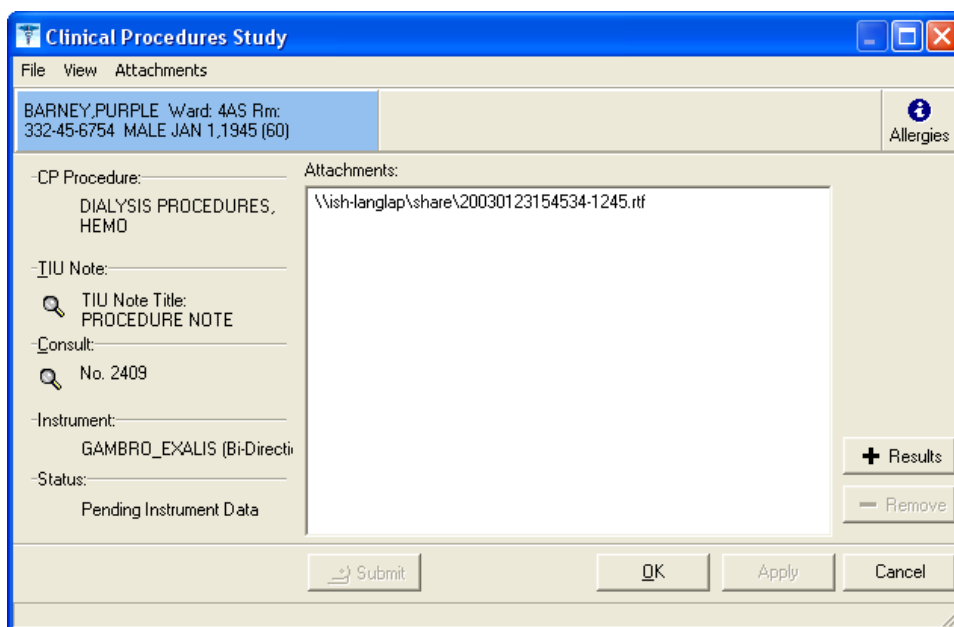 Clinical Procedures Study
File View Attachments
BARNEY,PURPLE Ward: 4AS Rm:
332-45-6754 MALE JAN 1,1945 (60)
Allergies
CP Procedure:
DIALYSIS PROCEDURES,
HEMO
TIU Note:
TIU Note Title:
PROCEDURE NOTE
Consult:
No. 2409
Instrument:
GAMBRO_EXALIS (Bi-Directi
Status:
Pending Instrument Data
Attachments:
\\ish-langlap\share\20030123154534-1245.rtf
Results
Remove
Submit
OK
Apply
Cancel